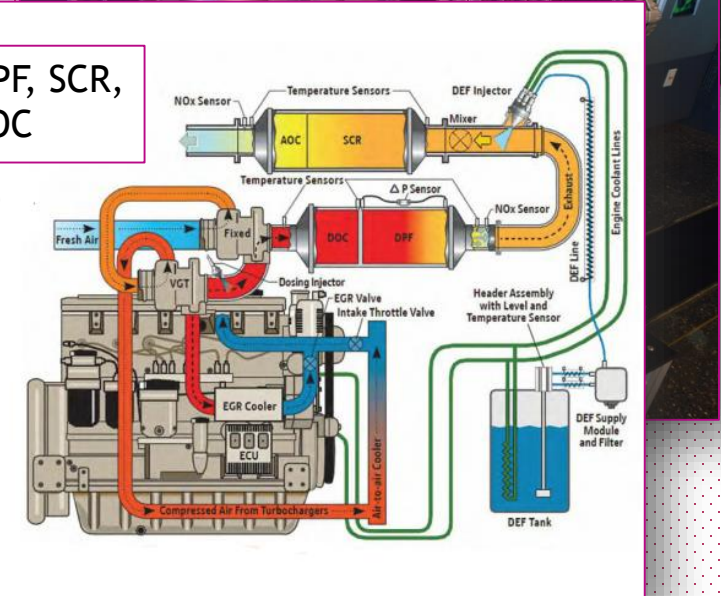 PF, SCR,
OC
Temperature Sensors
DEF Injector
NOx Sensor
Mixer
AOC
SCR
Temperature Sensors
Δ P Sensor
NOx Sensor
Fresh Air
Fixed
DOC
DPF
Exhaust
DEF Line
Engine Coolant Lines
VGT
Dosing Injector
EGR Valve
Intake Throttle Valve
Header Assembly
with Level and
Temperature Sensor
EGR Cooler
ECU
Air-to-air Cooler
DEF Supply
Module
and Filter
Compressed Air From Turbochargers
DEF Tank